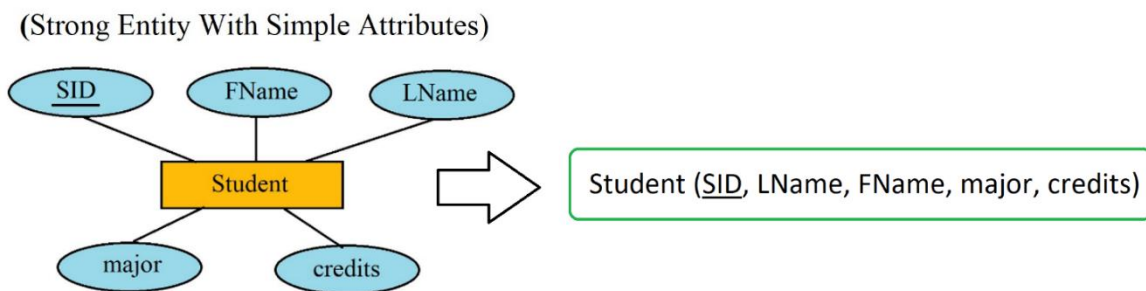 (Strong Entity With Simple Attributes)
SID
FName
LName
Student
Student (SID, LName, FName, major, credits)
major
credits